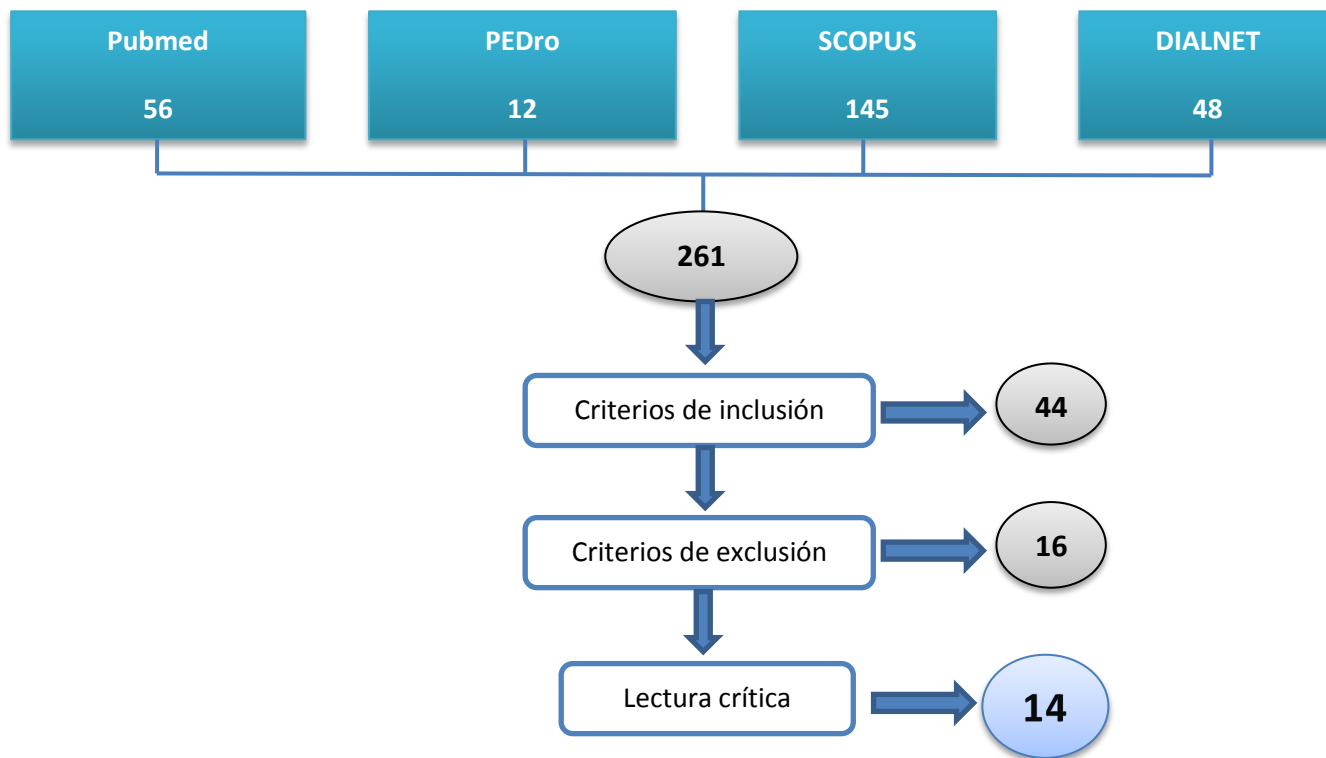 Pubmed
56
PEDro
12
SCOPUS
145
DIALNET
48
261
Criterios de inclusión
44
Criterios de exclusión
16
Lectura crítica
14